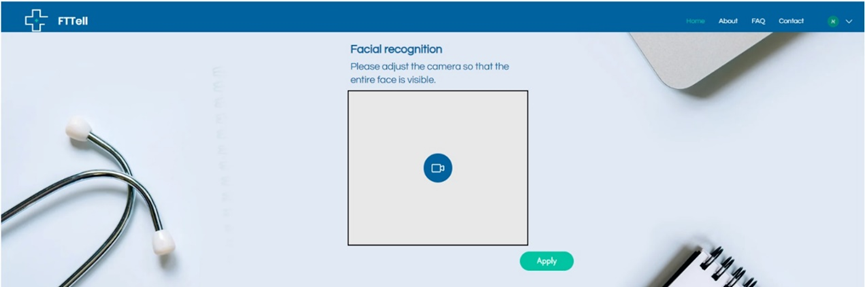 FTTell
Home About FAQ Contact
Facial recognition
Please adjust the camera so that the
entire face is visible.
Apply